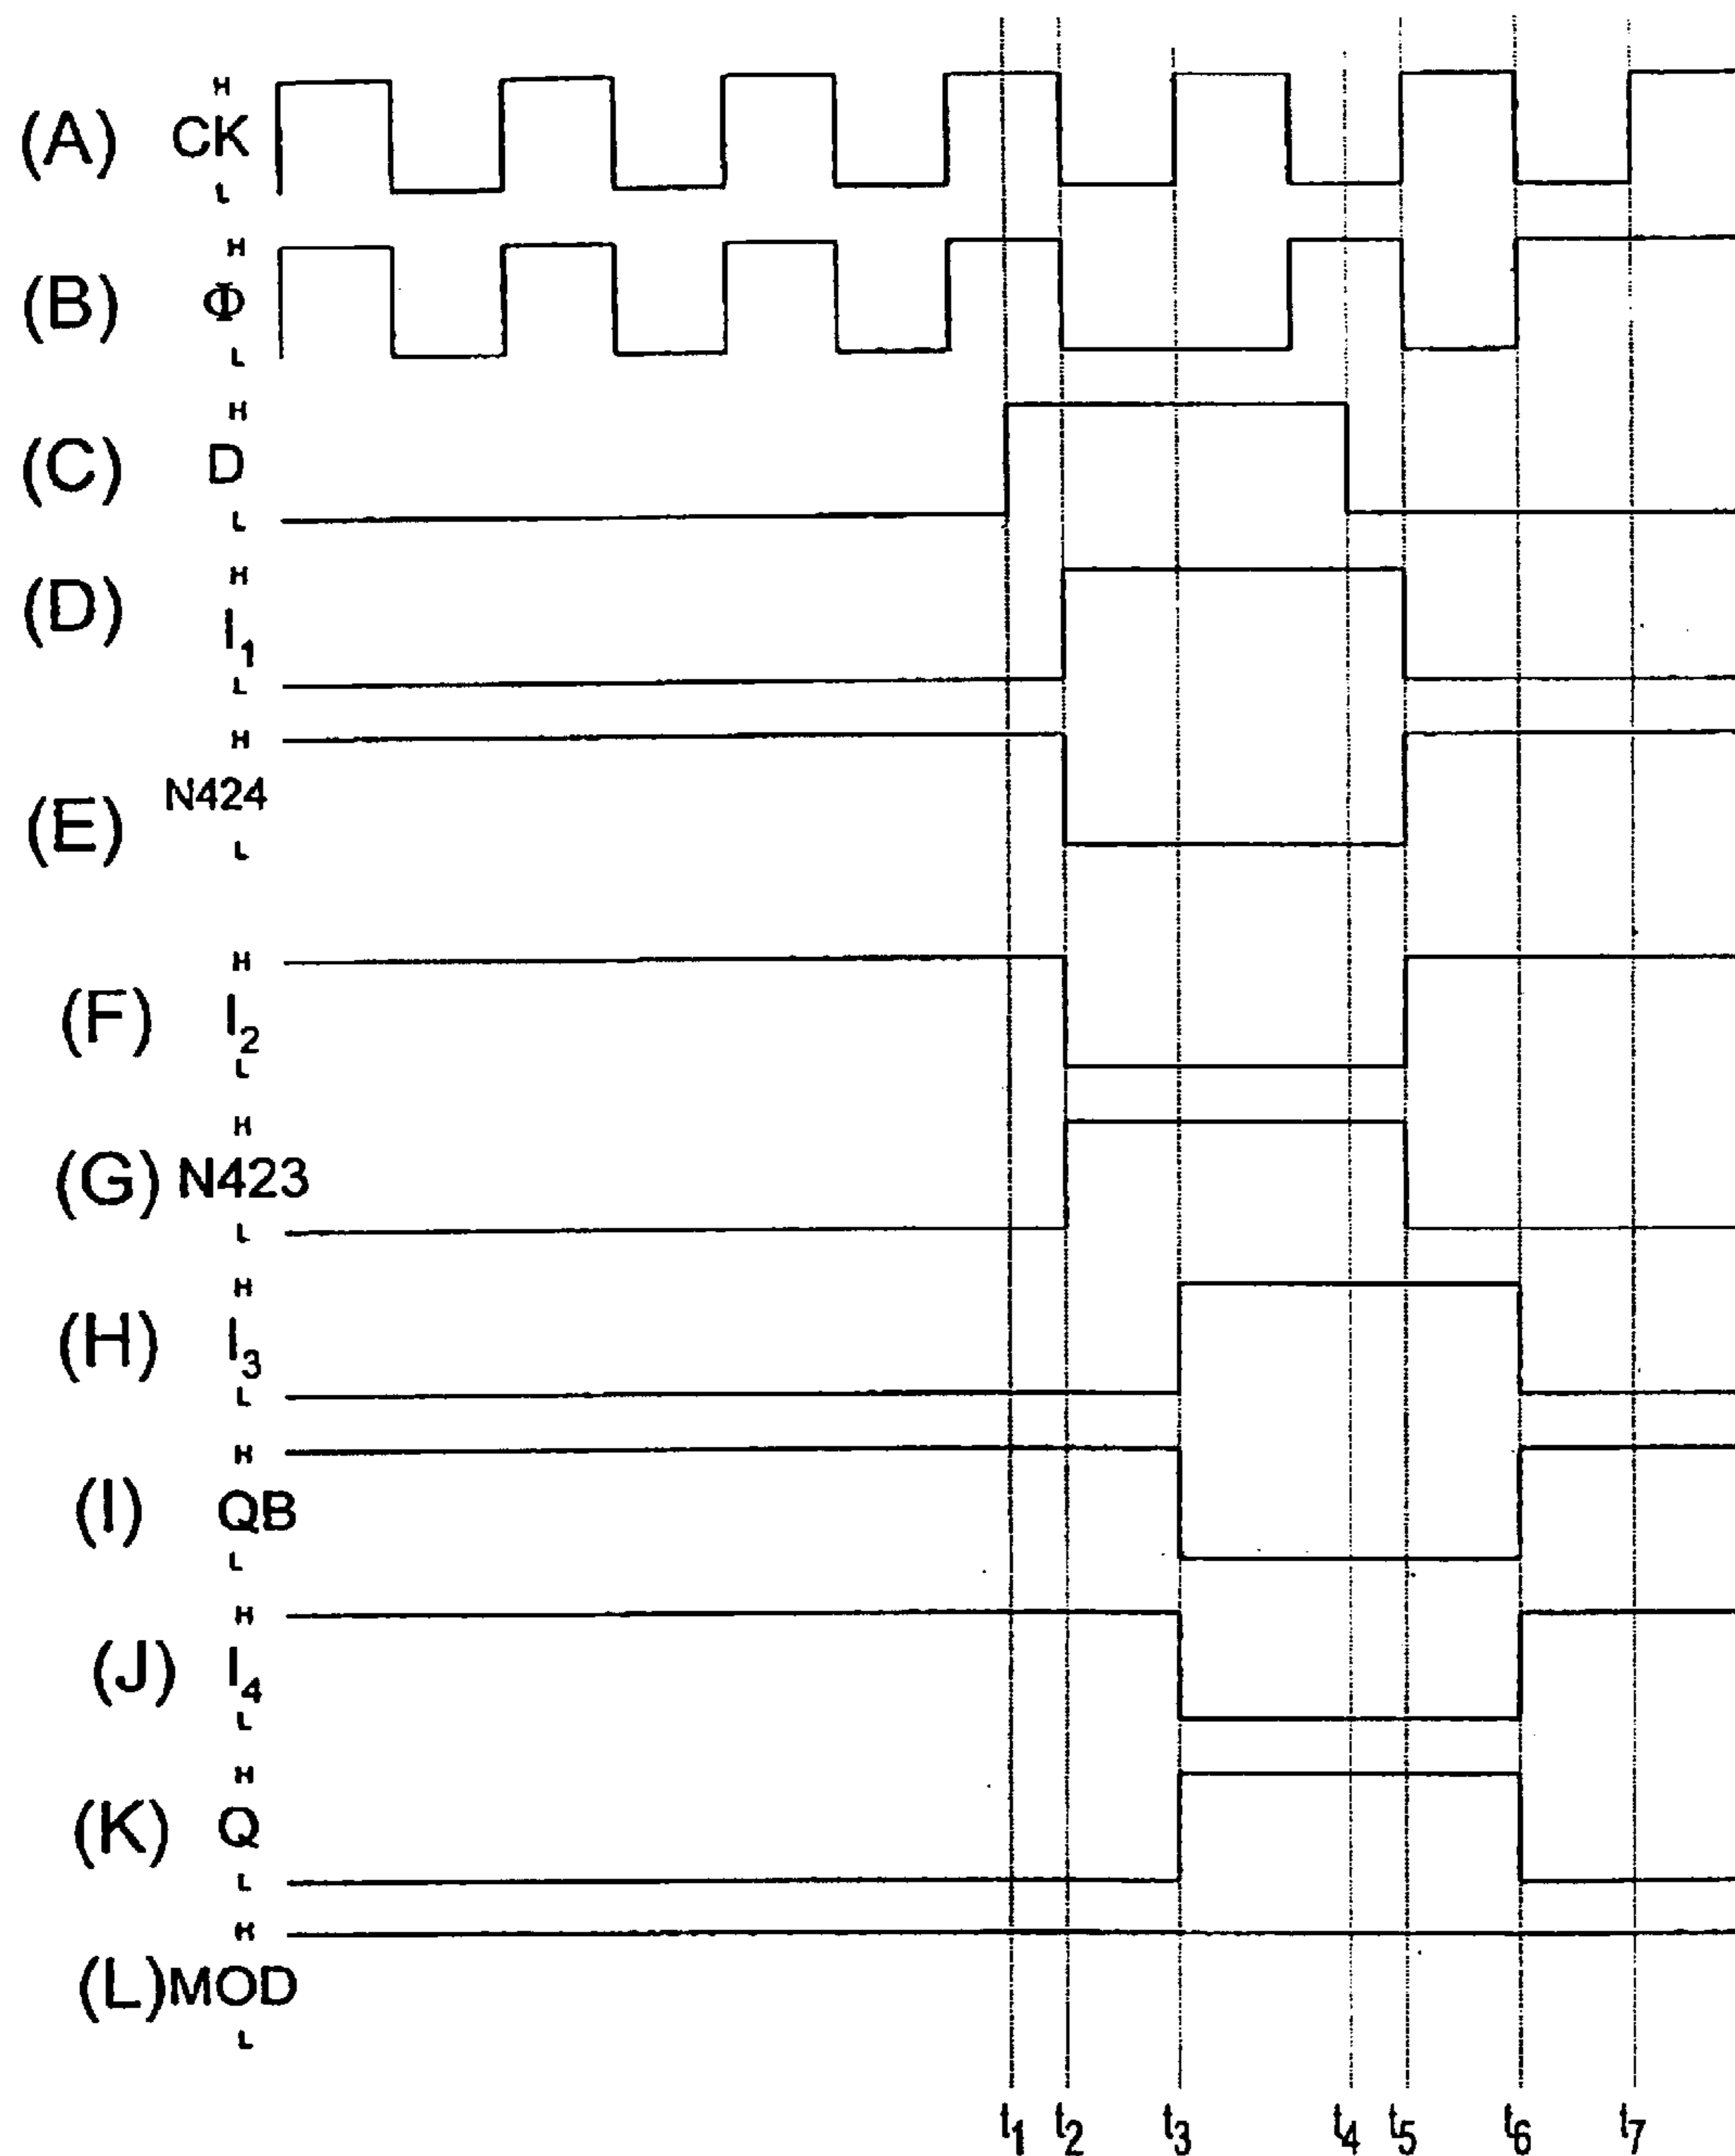 H
(A) CK
L
H
(B) Φ
L
H
(C) D
L
H
(D) I₁
L
H
N424
(E)
L
H
(F) I₂
L
H
(G) N423
L
H
(H) I₃
L
H
(I) QB
L
H
(J) I₄
L
H
(K) Q
L
H
(L) MOD
L
t₁ t₂ t₃ t₄ t₅ t₆ t₇